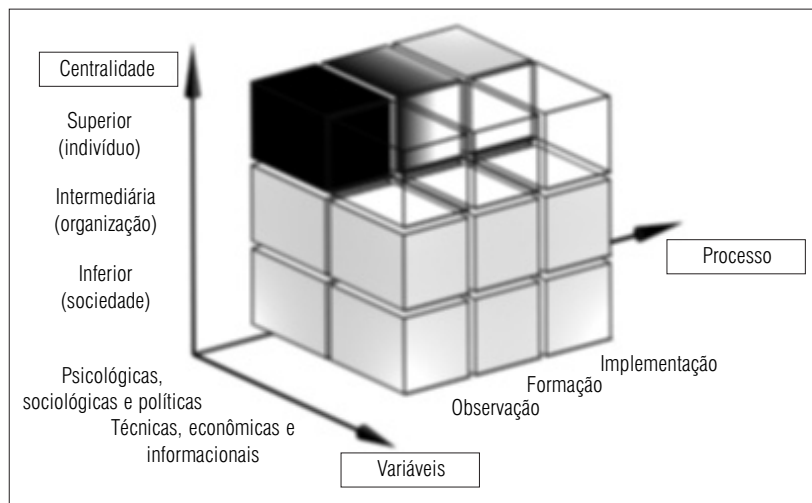 Centralidade
Superior
(indivíduo)
Intermediária
(organização)
Inferior
(sociedade)
Processo
Psicológicas,
sociológicas e políticas
Técnicas, econômicas e
informacionais
Variáveis
Observação
Formação
Implementação